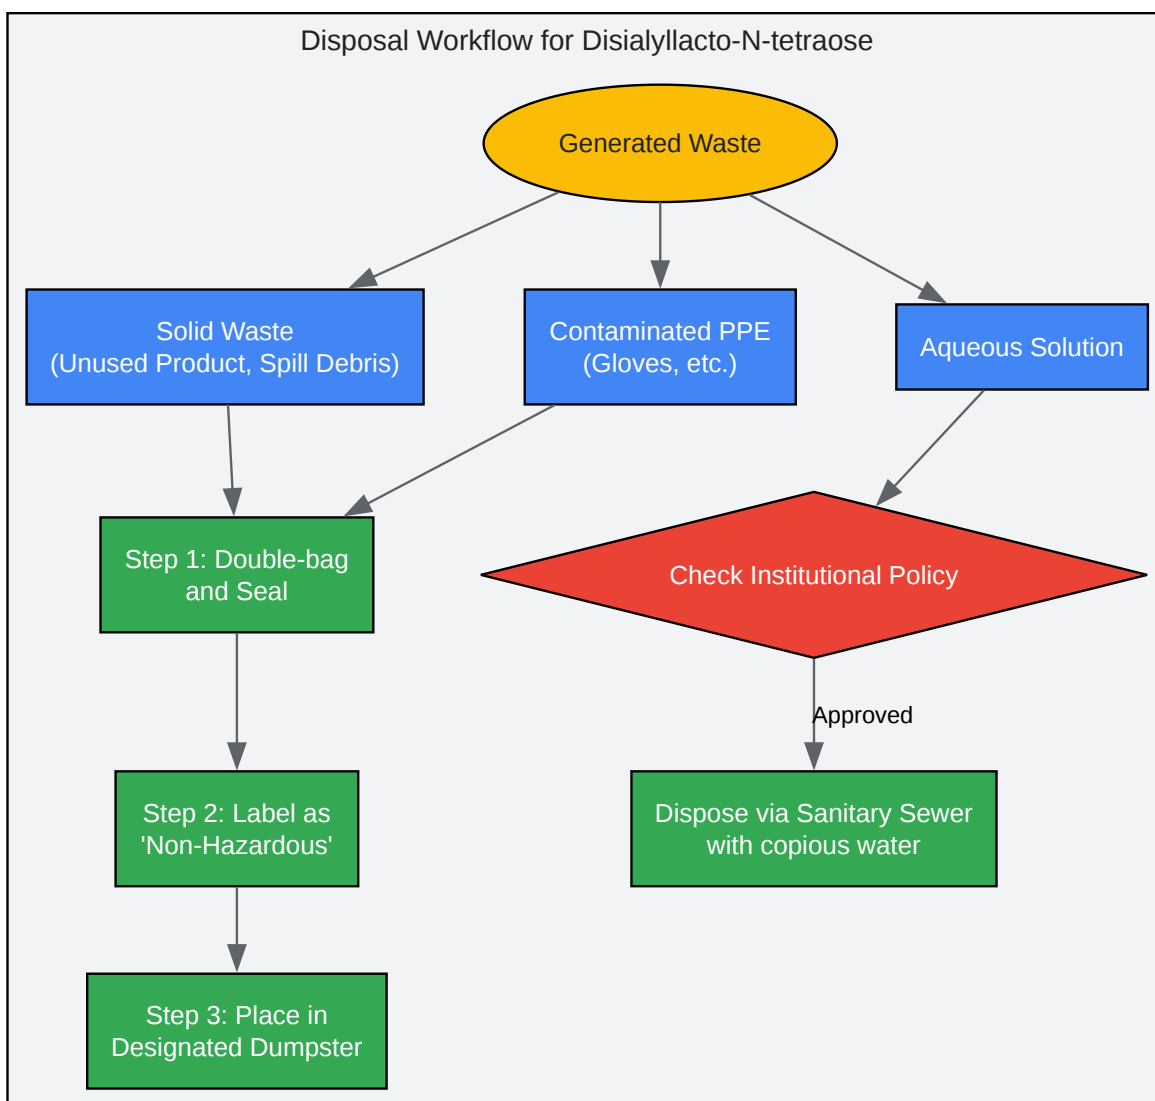 Disposal Workflow for Disialyllacto-N-tetraose
Generated Waste
Solid Waste
(Unused Product, Spill Debris)
Contaminated PPE
(Gloves, etc.)
Aqueous Solution
Step 1: Double-bag
and Seal
Check Institutional Policy
Approved
Step 2: Label as
'Non-Hazardous'
Dispose via Sanitary Sewer
with copious water
Step 3: Place in
Designated Dumpster